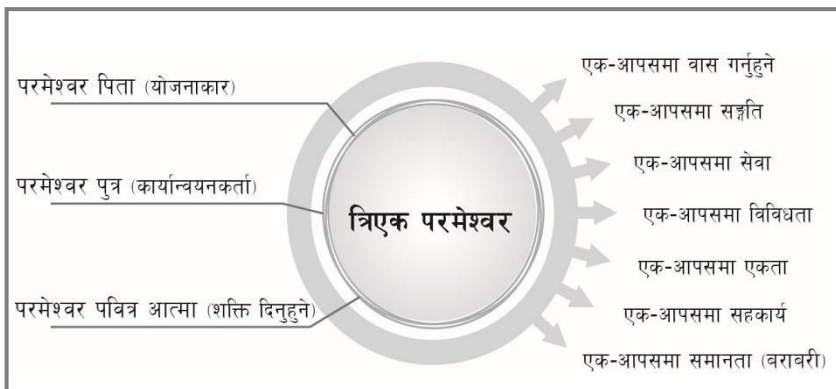 परमेश्वर पिता (योजनाकार)
परमेश्वर पुत्र (कार्यान्वयनकर्ता)
परमेश्वर पवित्र आत्मा (शक्ति दिनुहुने)
त्रिएक परमेश्वर
एक-आपसमा वास गर्नुहुने
एक-आपसमा सङ्गति
एक-आपसमा सेवा
एक-आपसमा विविधता
एक-आपसमा एकता
एक-आपसमा सहकार्य
एक-आपसमा समानता (बराबरी)